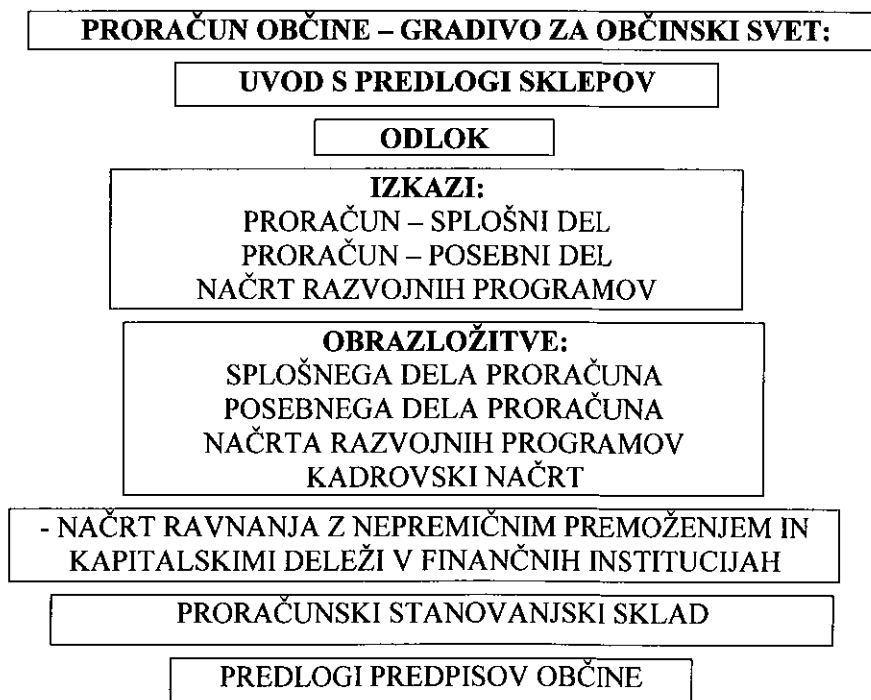 PRORAČUN OBČINE – GRADIVO ZA OBČINSKI SVET:
UVOD S PREDLOGI SKLEPOV
ODLOK
IZKAZI:
PRORAČUN – SPLOŠNI DEL
PRORAČUN – POSEBNI DEL
NAČRT RAZVOJNIH PROGRAMOV
OBRAZLOŽITVE:
SPLOŠNEGA DELA PRORAČUNA
POSEBNEGA DELA PRORAČUNA
NAČRTA RAZVOJNIH PROGRAMOV
KADROVSKI NAČRT
- NAČRT RAVNANJA Z NEPREMIČNIM PREMOŽENJEM IN
KAPITALSKIMI DELEŽI V FINANČNIH INSTITUCIJAH
PRORAČUNSKI STANOVANJSKI SKLAD
PREDLOGI PREDPISOV OBČINE